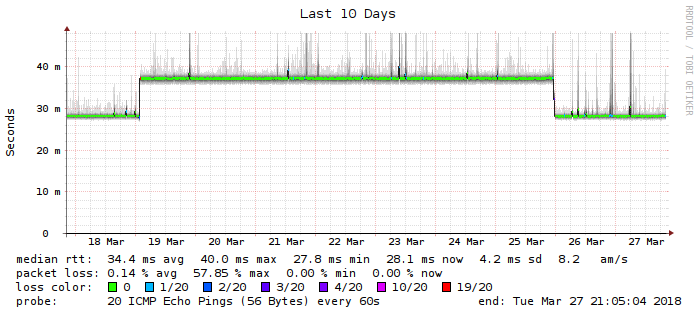 Last 10 Days
RRDTOOL / TOBI OETIKER
Seconds
40 m
30 m
20 m
10 m
0
18 Mar 19 Mar 20 Mar 21 Mar 22 Mar 23 Mar 24 Mar 25 Mar 26 Mar 27 Mar
median rtt: 34.4 ms avg 40.0 ms max 27.8 ms min 28.1 ms now 4.2 ms sd 8.2 am/s
packet loss: 0.14 % avg 57.85 % max 0.00 % min 0.00 % now
loss color: 0 1/20 2/20 3/20 4/20 10/20 19/20
probe: 20 ICMP Echo Pings (56 Bytes) every 60s end: Tue Mar 27 21:05:04 2018